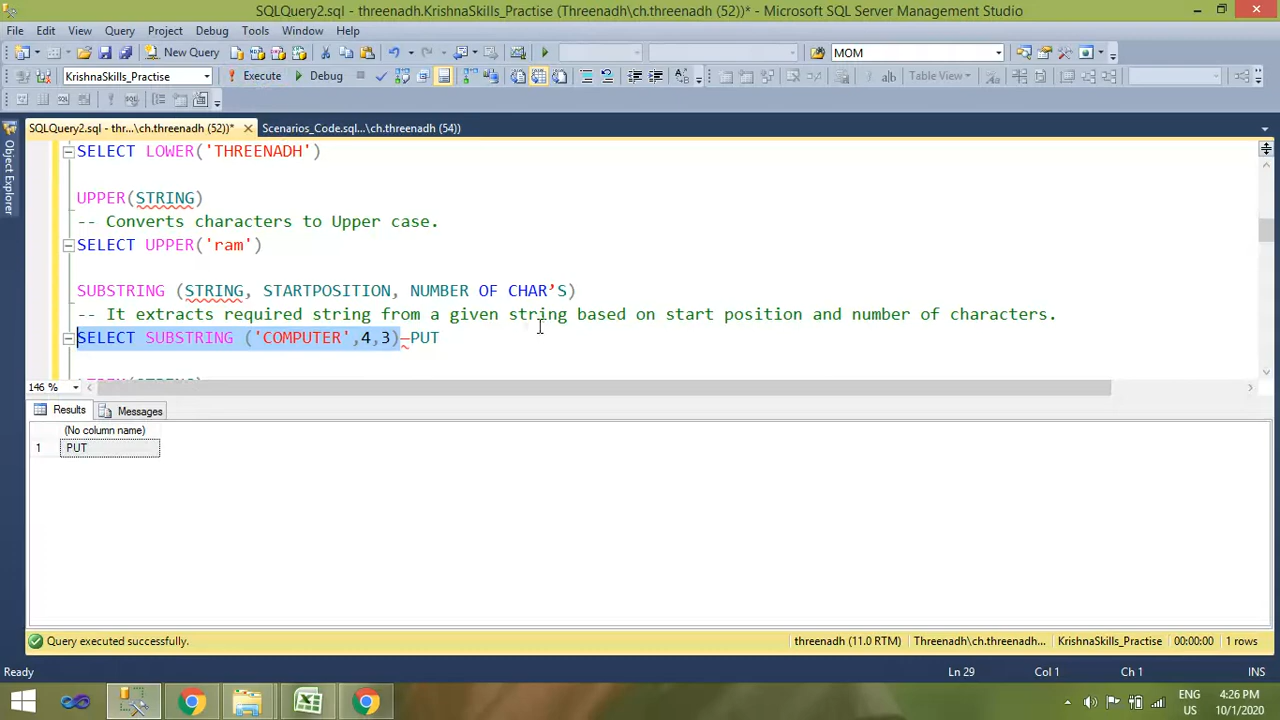 SQLQuery2.sql - threenadh.KrishnaSkills_Practise (Threenadh\ch.threenadh (52))* - Microsoft SQL Server Management Studio
File Edit View Query Project Debug Tools Window Help
New Query MOM
KrishnaSkills_Practise Execute Debug Table View
SQLQuery2.sql - thr...\ch.threenadh (52))* Scenarios_Code.sql...\ch.threenadh (54))
Object Explorer
SELECT LOWER('THREENADH')
UPPER(STRING)
-- Converts characters to Upper case.
SELECT UPPER('ram')
SUBSTRING (STRING, STARTPOSITION, NUMBER OF CHAR’S)
-- It extracts required string from a given string based on start position and number of characters.
SELECT SUBSTRING ('COMPUTER',4,3)—PUT
146 %
Results Messages
(No column name)
1 PUT
Query executed successfully. threenadh (11.0 RTM) Threenadh\ch.threenadh... KrishnaSkills_Practise 00:00:00 1 rows
Ready Ln 29 Col 1 Ch 1 INS
ENG 4:26 PM
US 10/1/2020